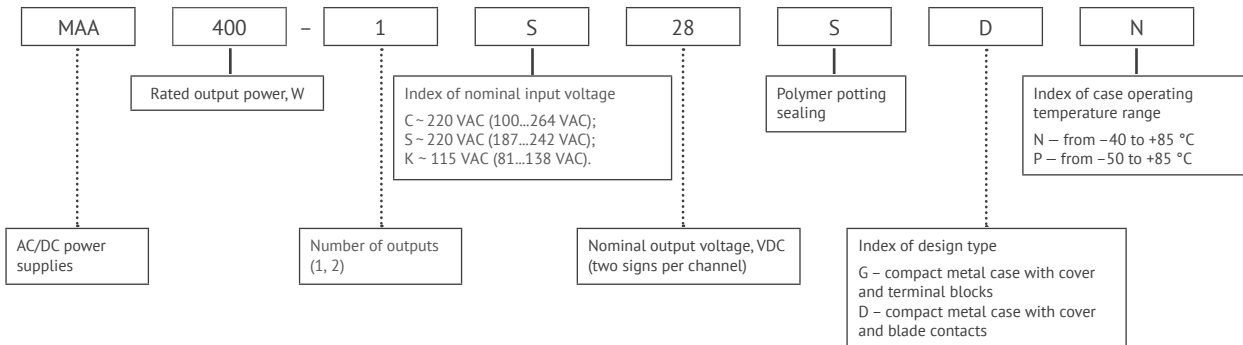 MAA 400 – 1 S 28 S D N
Rated output power, W
Index of nominal input voltage
C ~ 220 VAC (100...264 VAC);
S ~ 220 VAC (187...242 VAC);
K ~ 115 VAC (81...138 VAC).
Polymer potting
sealing
Index of case operating
temperature range
N — from –40 to +85 °C
P — from –50 to +85 °C
AC/DC power
supplies
Number of outputs
(1, 2)
Nominal output voltage, VDC
(two signs per channel)
Index of design type
G – compact metal case with cover
and terminal blocks
D – compact metal case with cover
and blade contacts